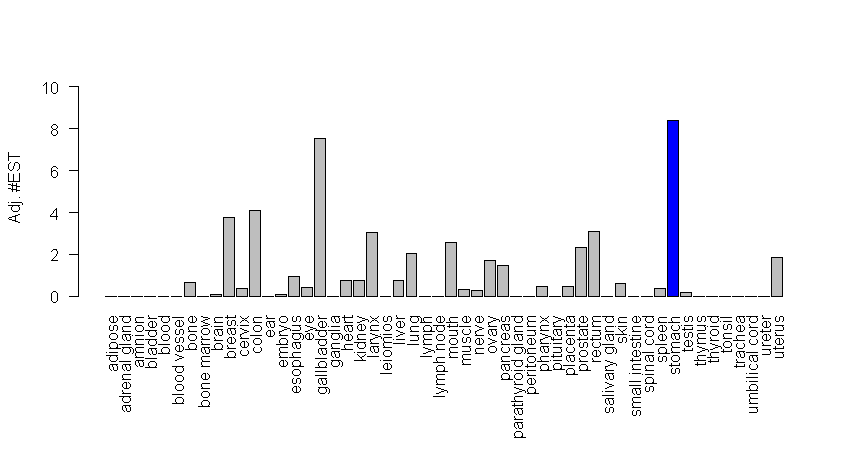 Adj. #EST
10
8
6
4
2
0
adipose
adrenal gland
amnion
bladder
blood
blood vessel
bone
bone marrow
brain
breast
cervix
colon
ear
embryo
esophagus
eye
gallbladder
ganglia
heart
kidney
larynx
leiomios
liver
lung
lymph
lymph node
mouth
muscle
nerve
ovary
pancreas
parathyroid gland
peritoneum
pharynx
pituitary
placenta
prostate
rectum
salivary gland
skin
small intestine
spinal cord
spleen
stomach
testis
thymus
thyroid
tonsil
trachea
umbilical cord
ureter
uterus